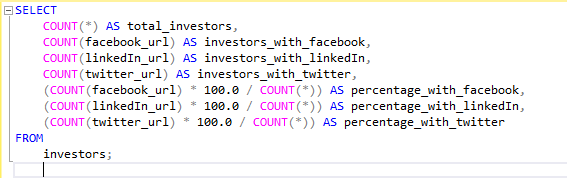 SELECT
COUNT(*) AS total_investors,
COUNT(facebook_url) AS investors_with_facebook,
COUNT(linkedIn_url) AS investors_with_linkedIn,
COUNT(twitter_url) AS investors_with_twitter,
(COUNT(facebook_url) * 100.0 / COUNT(*)) AS percentage_with_facebook,
(COUNT(linkedIn_url) * 100.0 / COUNT(*)) AS percentage_with_linkedIn,
(COUNT(twitter_url) * 100.0 / COUNT(*)) AS percentage_with_twitter
FROM
investors;